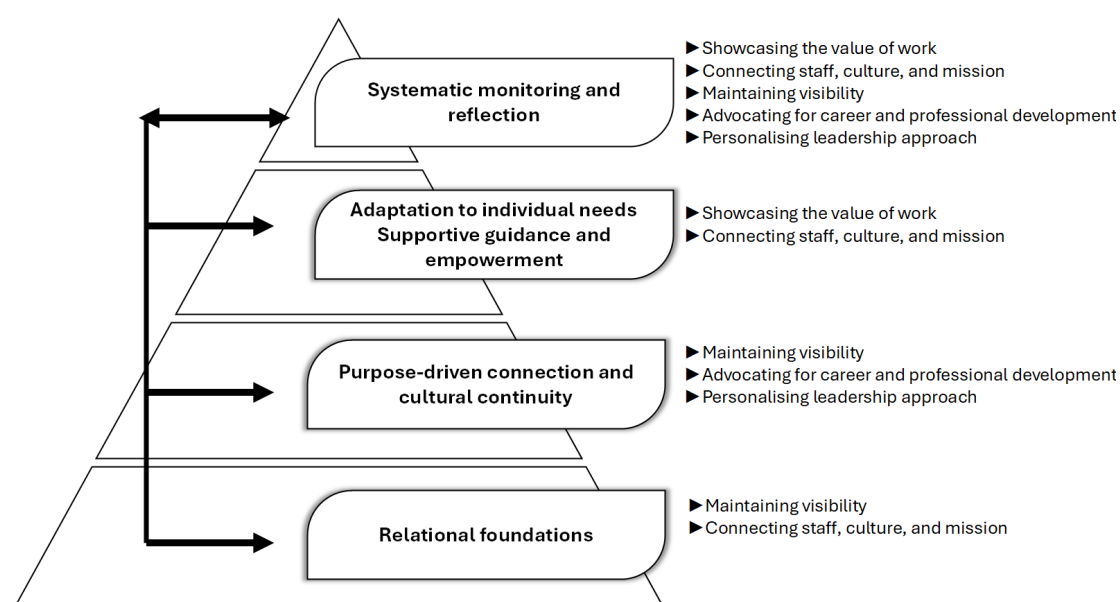 Systematic monitoring and
reflection
►Showcasing the value of work
►Connecting staff, culture, and mission
►Maintaining visibility
►Advocating for career and professional development
►Personalising leadership approach
Adaptation to individual needs
Supportive guidance and
empowerment
►Showcasing the value of work
►Connecting staff, culture, and mission
Purpose-driven connection and
cultural continuity
►Maintaining visibility
►Advocating for career and professional development
►Personalising leadership approach
Relational foundations
►Maintaining visibility
►Connecting staff, culture, and mission